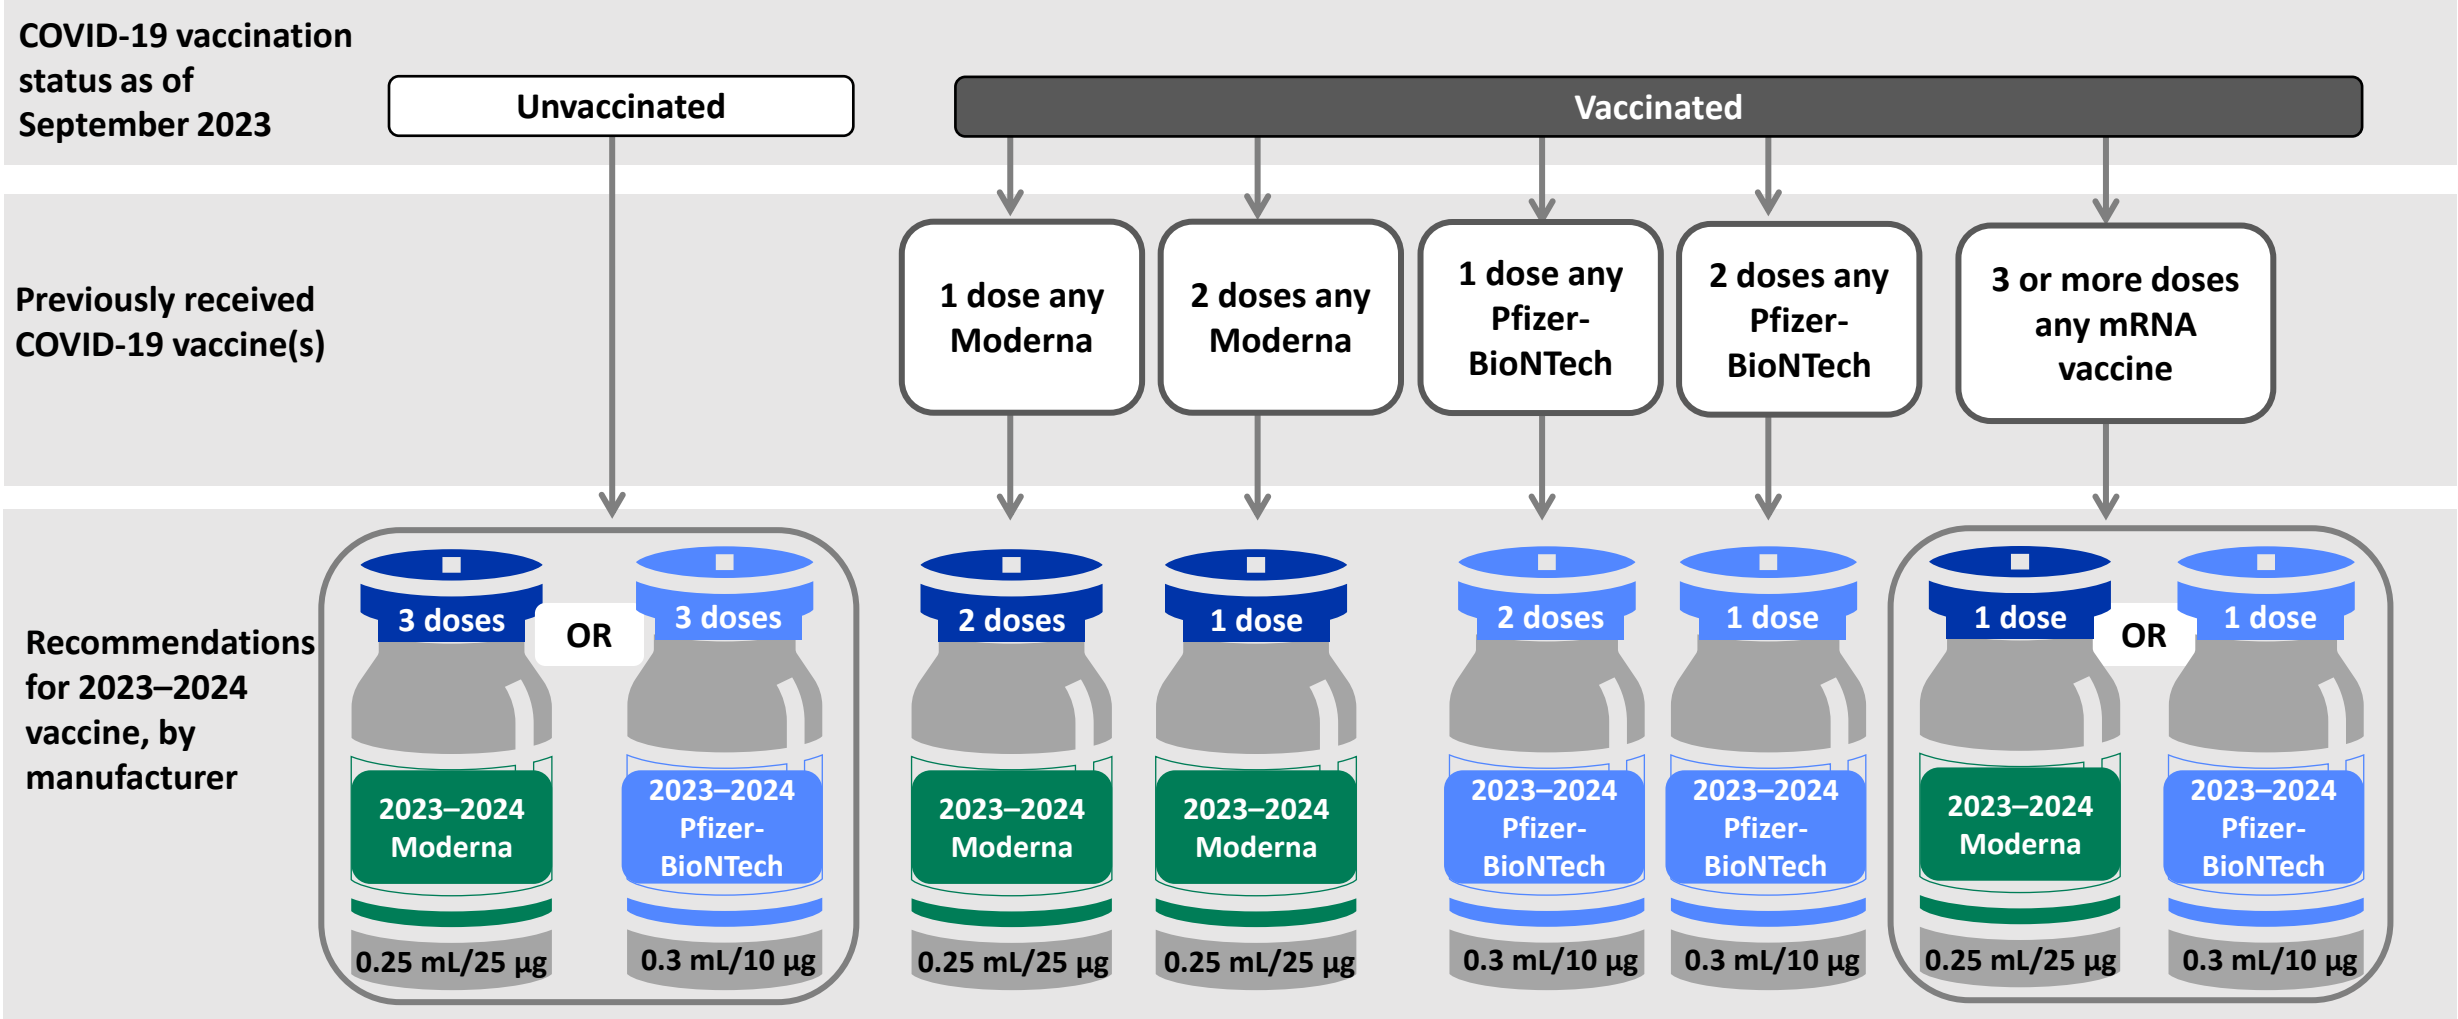 COVID-19 vaccination
status as of
September 2023
Unvaccinated
Vaccinated
Previously received
COVID-19 vaccine(s)
1 dose any
Moderna
2 doses any
Moderna
1 dose any
Pfizer-
BioNTech
2 doses any
Pfizer-
BioNTech
3 or more doses
any mRNA
vaccine
Recommendations
for 2023–2024
vaccine, by
manufacturer
3 doses
2023–2024
Moderna
0.25 mL/25 µg
OR
3 doses
2023–2024
Pfizer-
BioNTech
0.3 mL/10 µg
2 doses
2023–2024
Moderna
0.25 mL/25 µg
1 dose
2023–2024
Moderna
0.25 mL/25 µg
2 doses
2023–2024
Pfizer-
BioNTech
0.3 mL/10 µg
1 dose
2023–2024
Pfizer-
BioNTech
0.3 mL/10 µg
1 dose
2023–2024
Moderna
0.25 mL/25 µg
OR
1 dose
2023–2024
Pfizer-
BioNTech
0.3 mL/10 µg